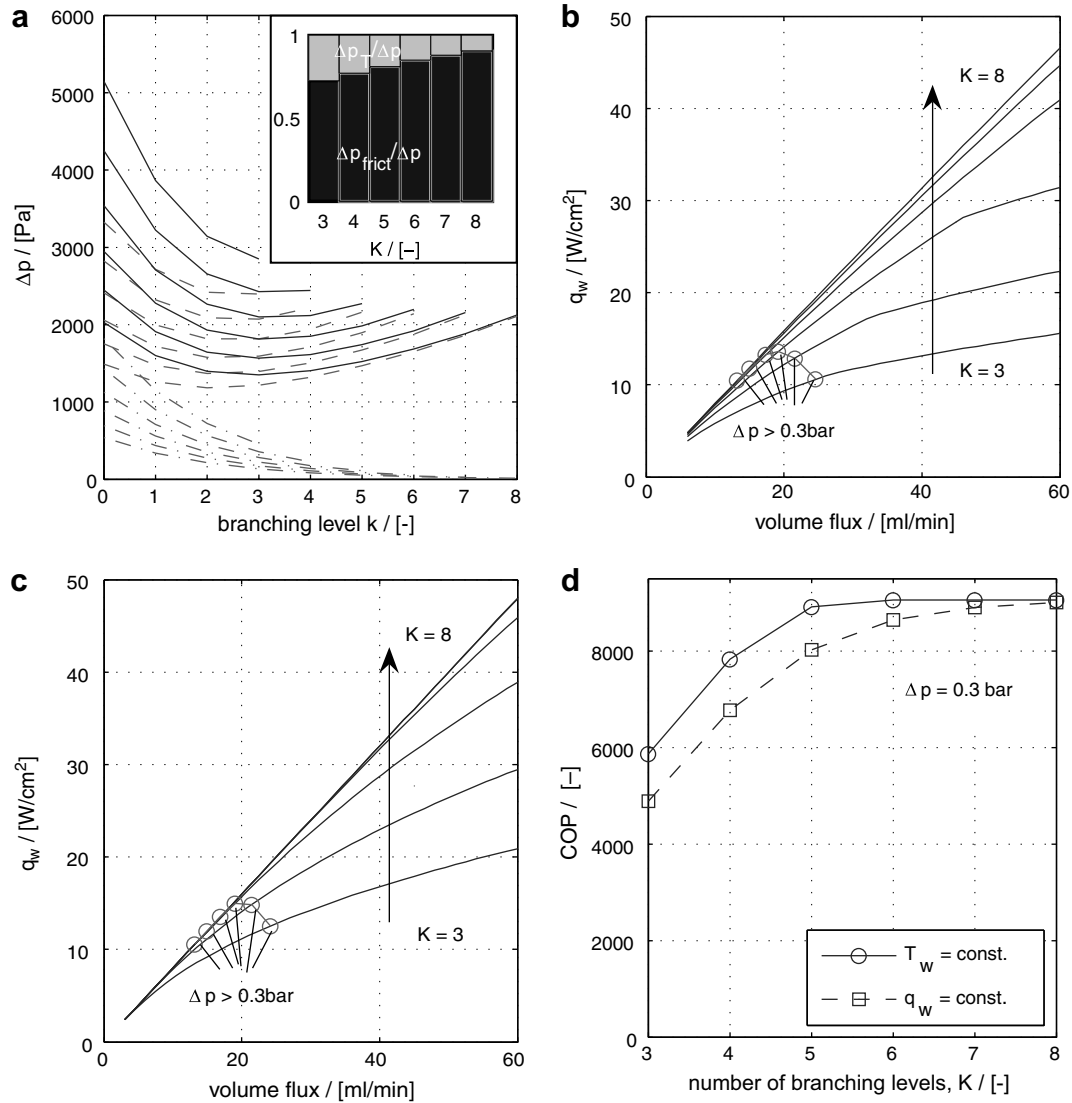 a
6000
5000
4000
3000
2000
1000
0
Δp / [Pa]
0 1 2 3 4 5 6 7 8
branching level k / [-]
1
0.5
0
Δp_T/Δp
Δp_frict/Δp
3 4 5 6 7 8
K / [–]
b
50
40
30
20
10
0
q_w / [W/cm²]
K = 8
K = 3
Δ p > 0.3bar
0 20 40 60
volume flux / [ml/min]
c
50
40
30
20
10
0
q_w / [W/cm²]
K = 8
K = 3
Δ p > 0.3bar
0 20 40 60
volume flux / [ml/min]
d
8000
6000
4000
2000
0
COP / [–]
Δ p = 0.3 bar
T_w = const.
q_w = const.
3 4 5 6 7 8
number of branching levels, K / [-]